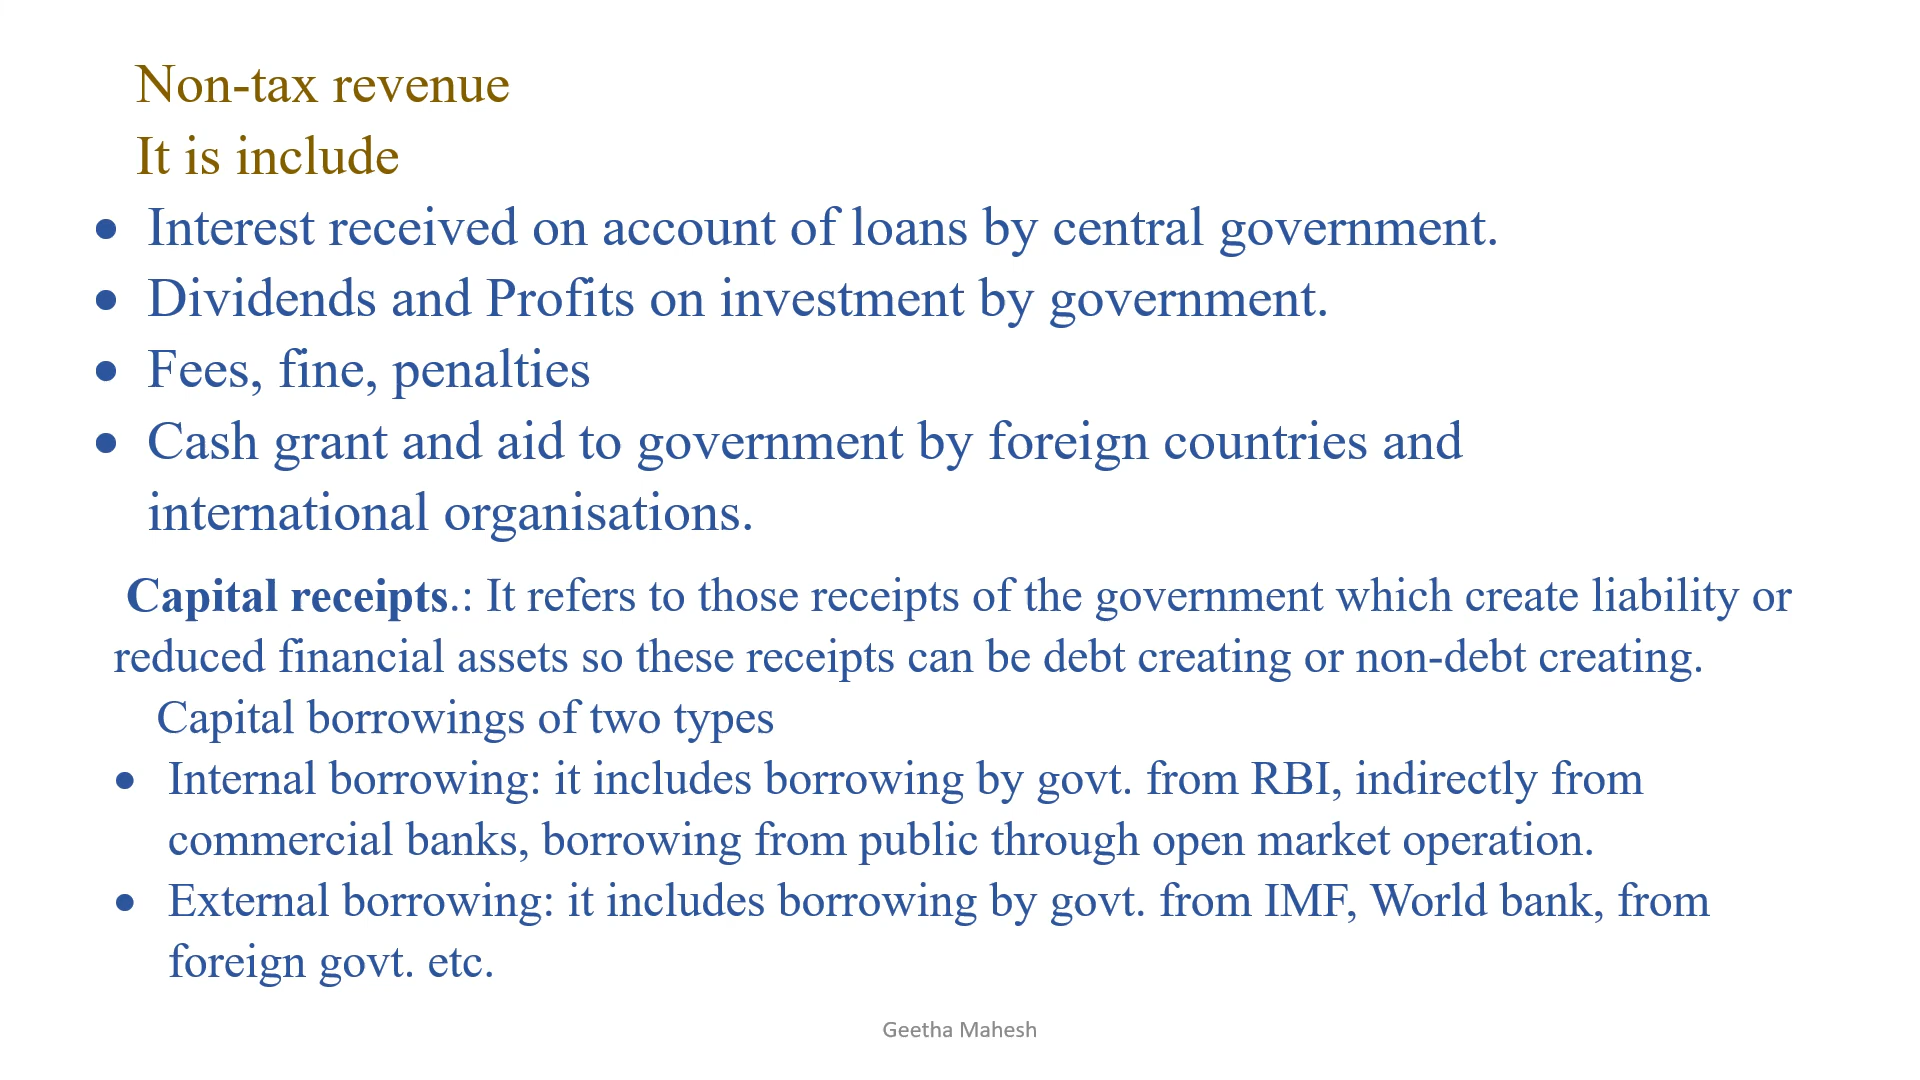 Non-tax revenue
It is include
• Interest received on account of loans by central government.
• Dividends and Profits on investment by government.
• Fees, fine, penalties
• Cash grant and aid to government by foreign countries and
international organisations.
Capital receipts.: It refers to those receipts of the government which create liability or
reduced financial assets so these receipts can be debt creating or non-debt creating.
Capital borrowings of two types
• Internal borrowing: it includes borrowing by govt. from RBI, indirectly from
commercial banks, borrowing from public through open market operation.
• External borrowing: it includes borrowing by govt. from IMF, World bank, from
foreign govt. etc.
Geetha Mahesh